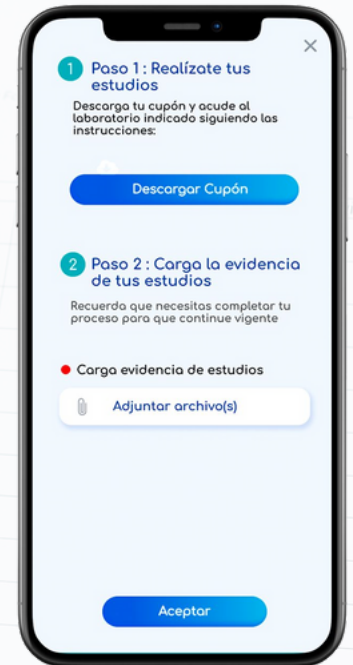 1 Paso 1 : Realízate tus
estudios
Descarga tu cupón y acude al
laboratorio indicado siguiendo las
instrucciones:
Descargar Cupón
2 Paso 2 : Carga la evidencia
de tus estudios
Recuerda que necesitas completar tu
proceso para que continue vigente
Carga evidencia de estudios
Adjuntar archivo(s)
Aceptar